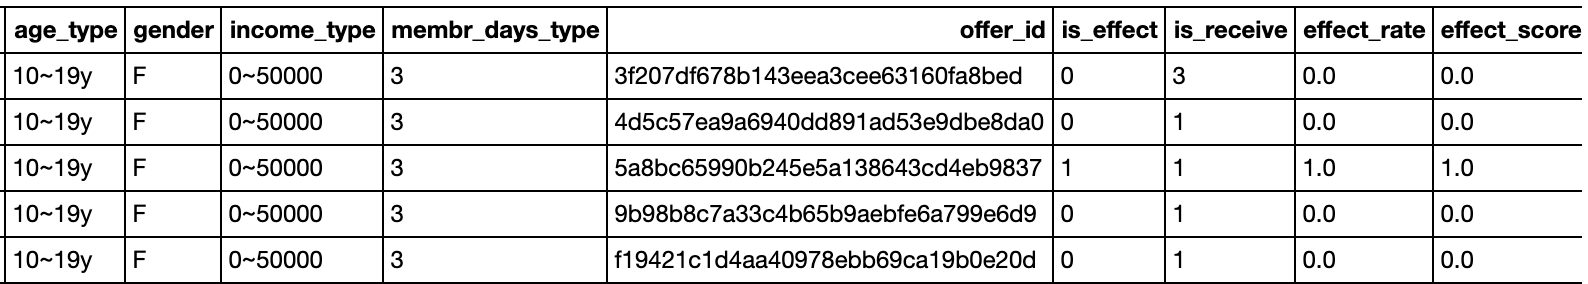 age_type gender income_type membr_days_type offer_id is_effect is_receive effect_rate effect_score
10~19y F 0~50000 3 3f207df678b143eea3cee63160fa8bed 0 3 0.0 0.0
10~19y F 0~50000 3 4d5c57ea9a6940dd891ad53e9dbe8da0 0 1 0.0 0.0
10~19y F 0~50000 3 5a8bc65990b245e5a138643cd4eb9837 1 1 1.0 1.0
10~19y F 0~50000 3 9b98b8c7a33c4b65b9aebfe6a799e6d9 0 1 0.0 0.0
10~19y F 0~50000 3 f19421c1d4aa40978ebb69ca19b0e20d 0 1 0.0 0.0